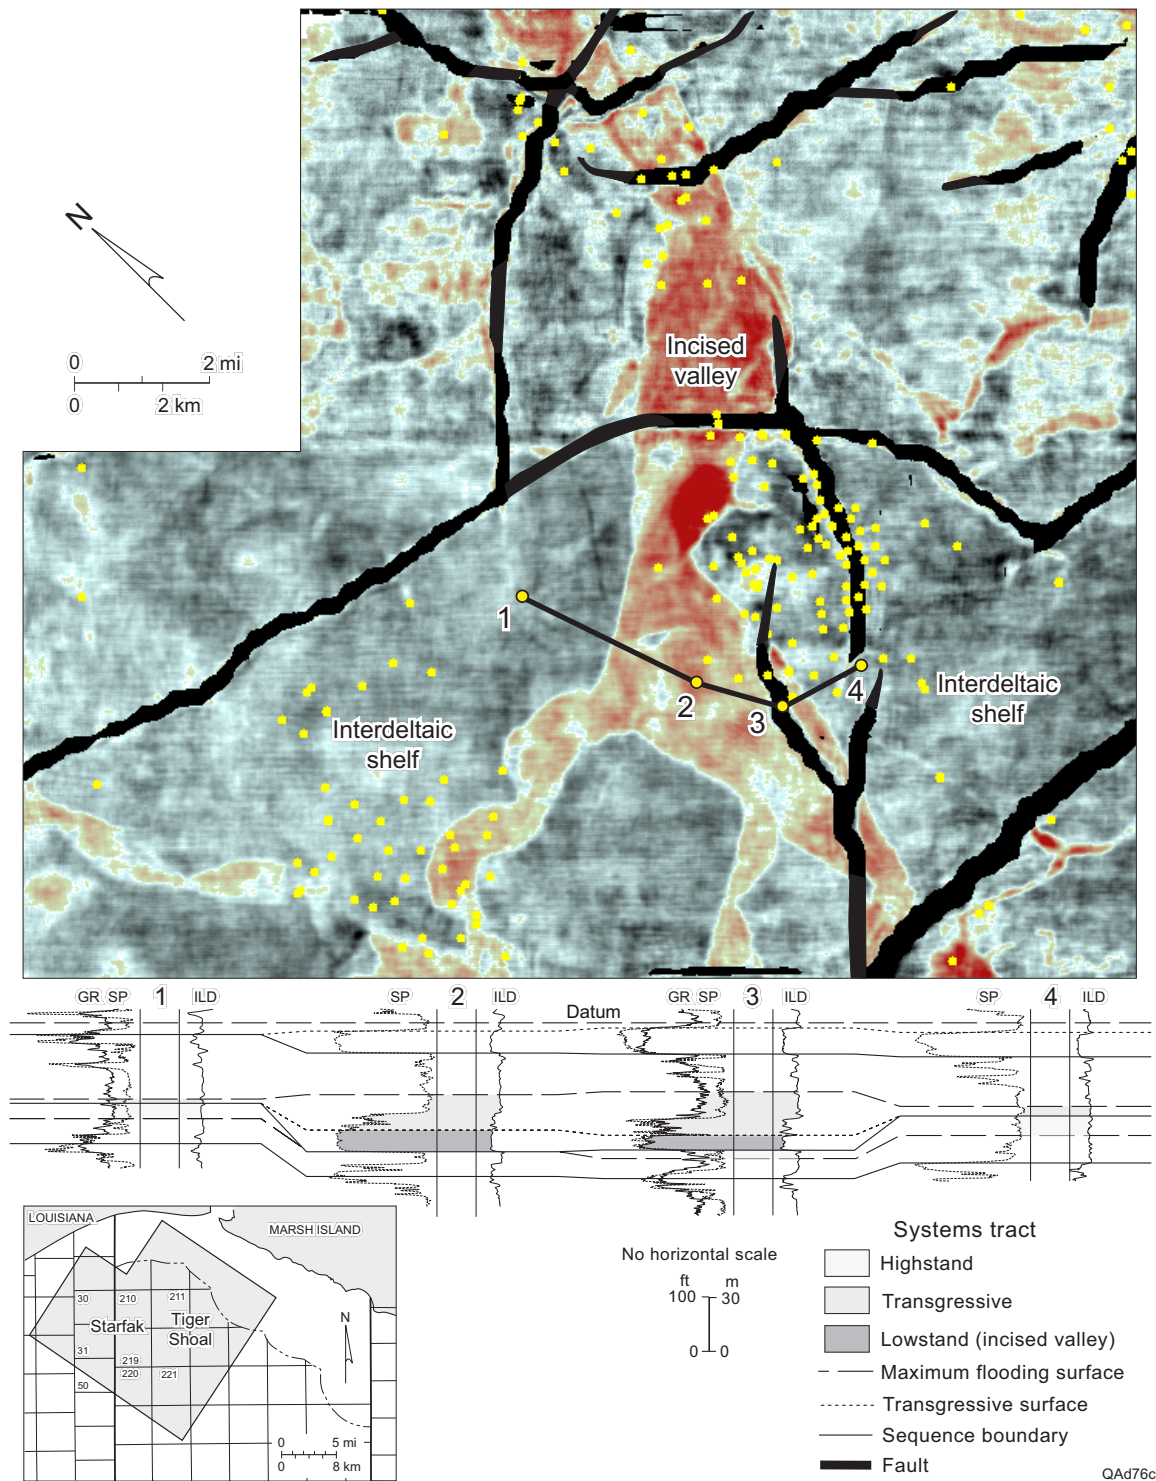 N
0 2 mi
0 2 km
Incised
valley
1
2
3
4
Interdeltaic
shelf
Interdeltaic
shelf
GR SP 1 ILD
SP 2 ILD
Datum
GR SP 3 ILD
SP 4 ILD
LOUISIANA
MARSH ISLAND
30 210 211
Starfak
Tiger
Shoal
31 219
220 221
50
N
0 5 mi
0 8 km
No horizontal scale
ft m
100 30
0 0
Systems tract
Highstand
Transgressive
Lowstand (incised valley)
Maximum flooding surface
Transgressive surface
Sequence boundary
Fault
QAd76c